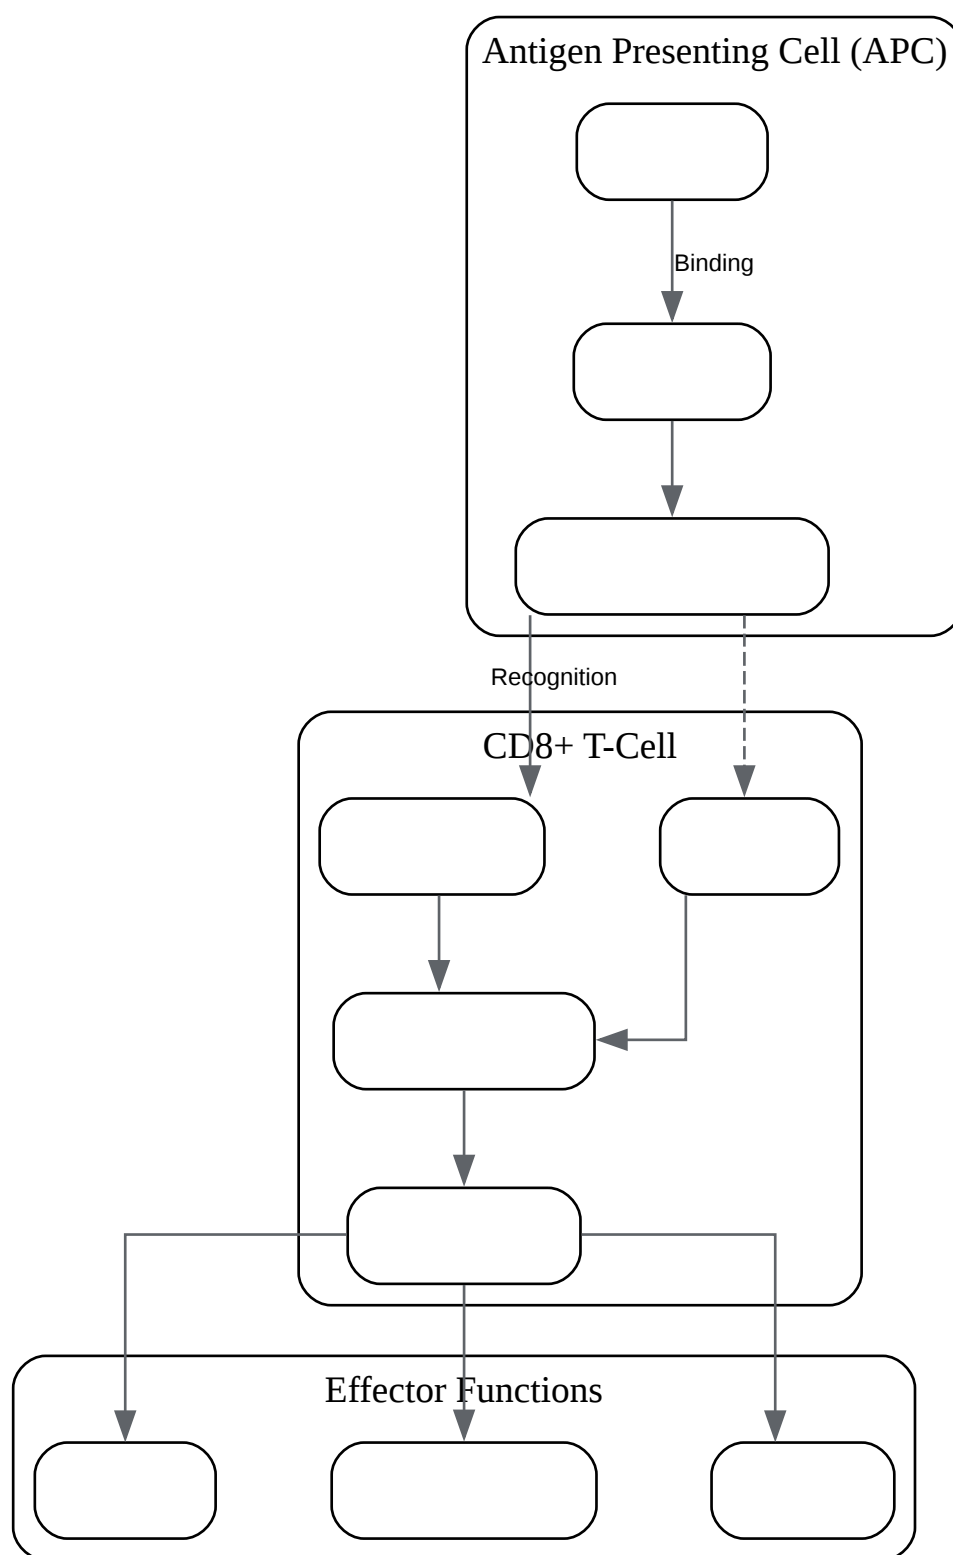 Antigen Presenting Cell (APC)
Binding
Recognition
CD8+ T-Cell
Effector Functions